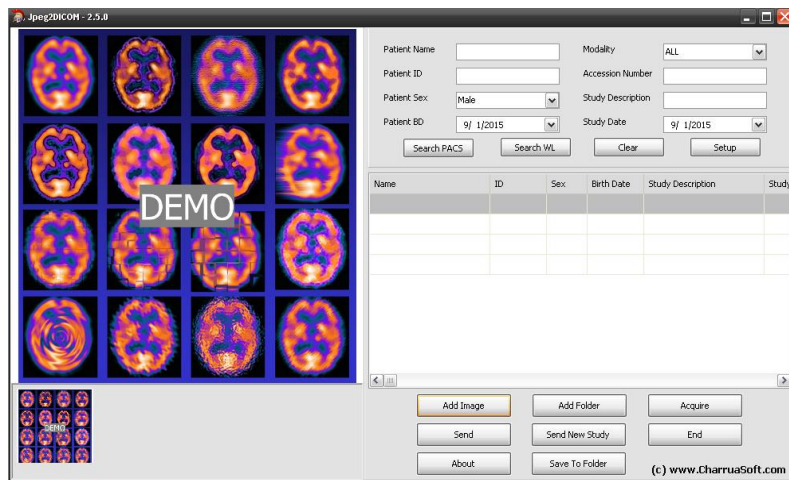 Jpeg2DICOM - 2.5.0
DEMO
Patient Name
Modality
ALL
Patient ID
Accession Number
Patient Sex
Male
Study Description
Patient BD
9/ 1/2015
Study Date
9/ 1/2015
Search PACS
Search WL
Clear
Setup
Name
ID
Sex
Birth Date
Study Description
Study
DEMO
Add Image
Add Folder
Acquire
Send
Send New Study
End
About
Save To Folder
(c) www.CharruaSoft.com